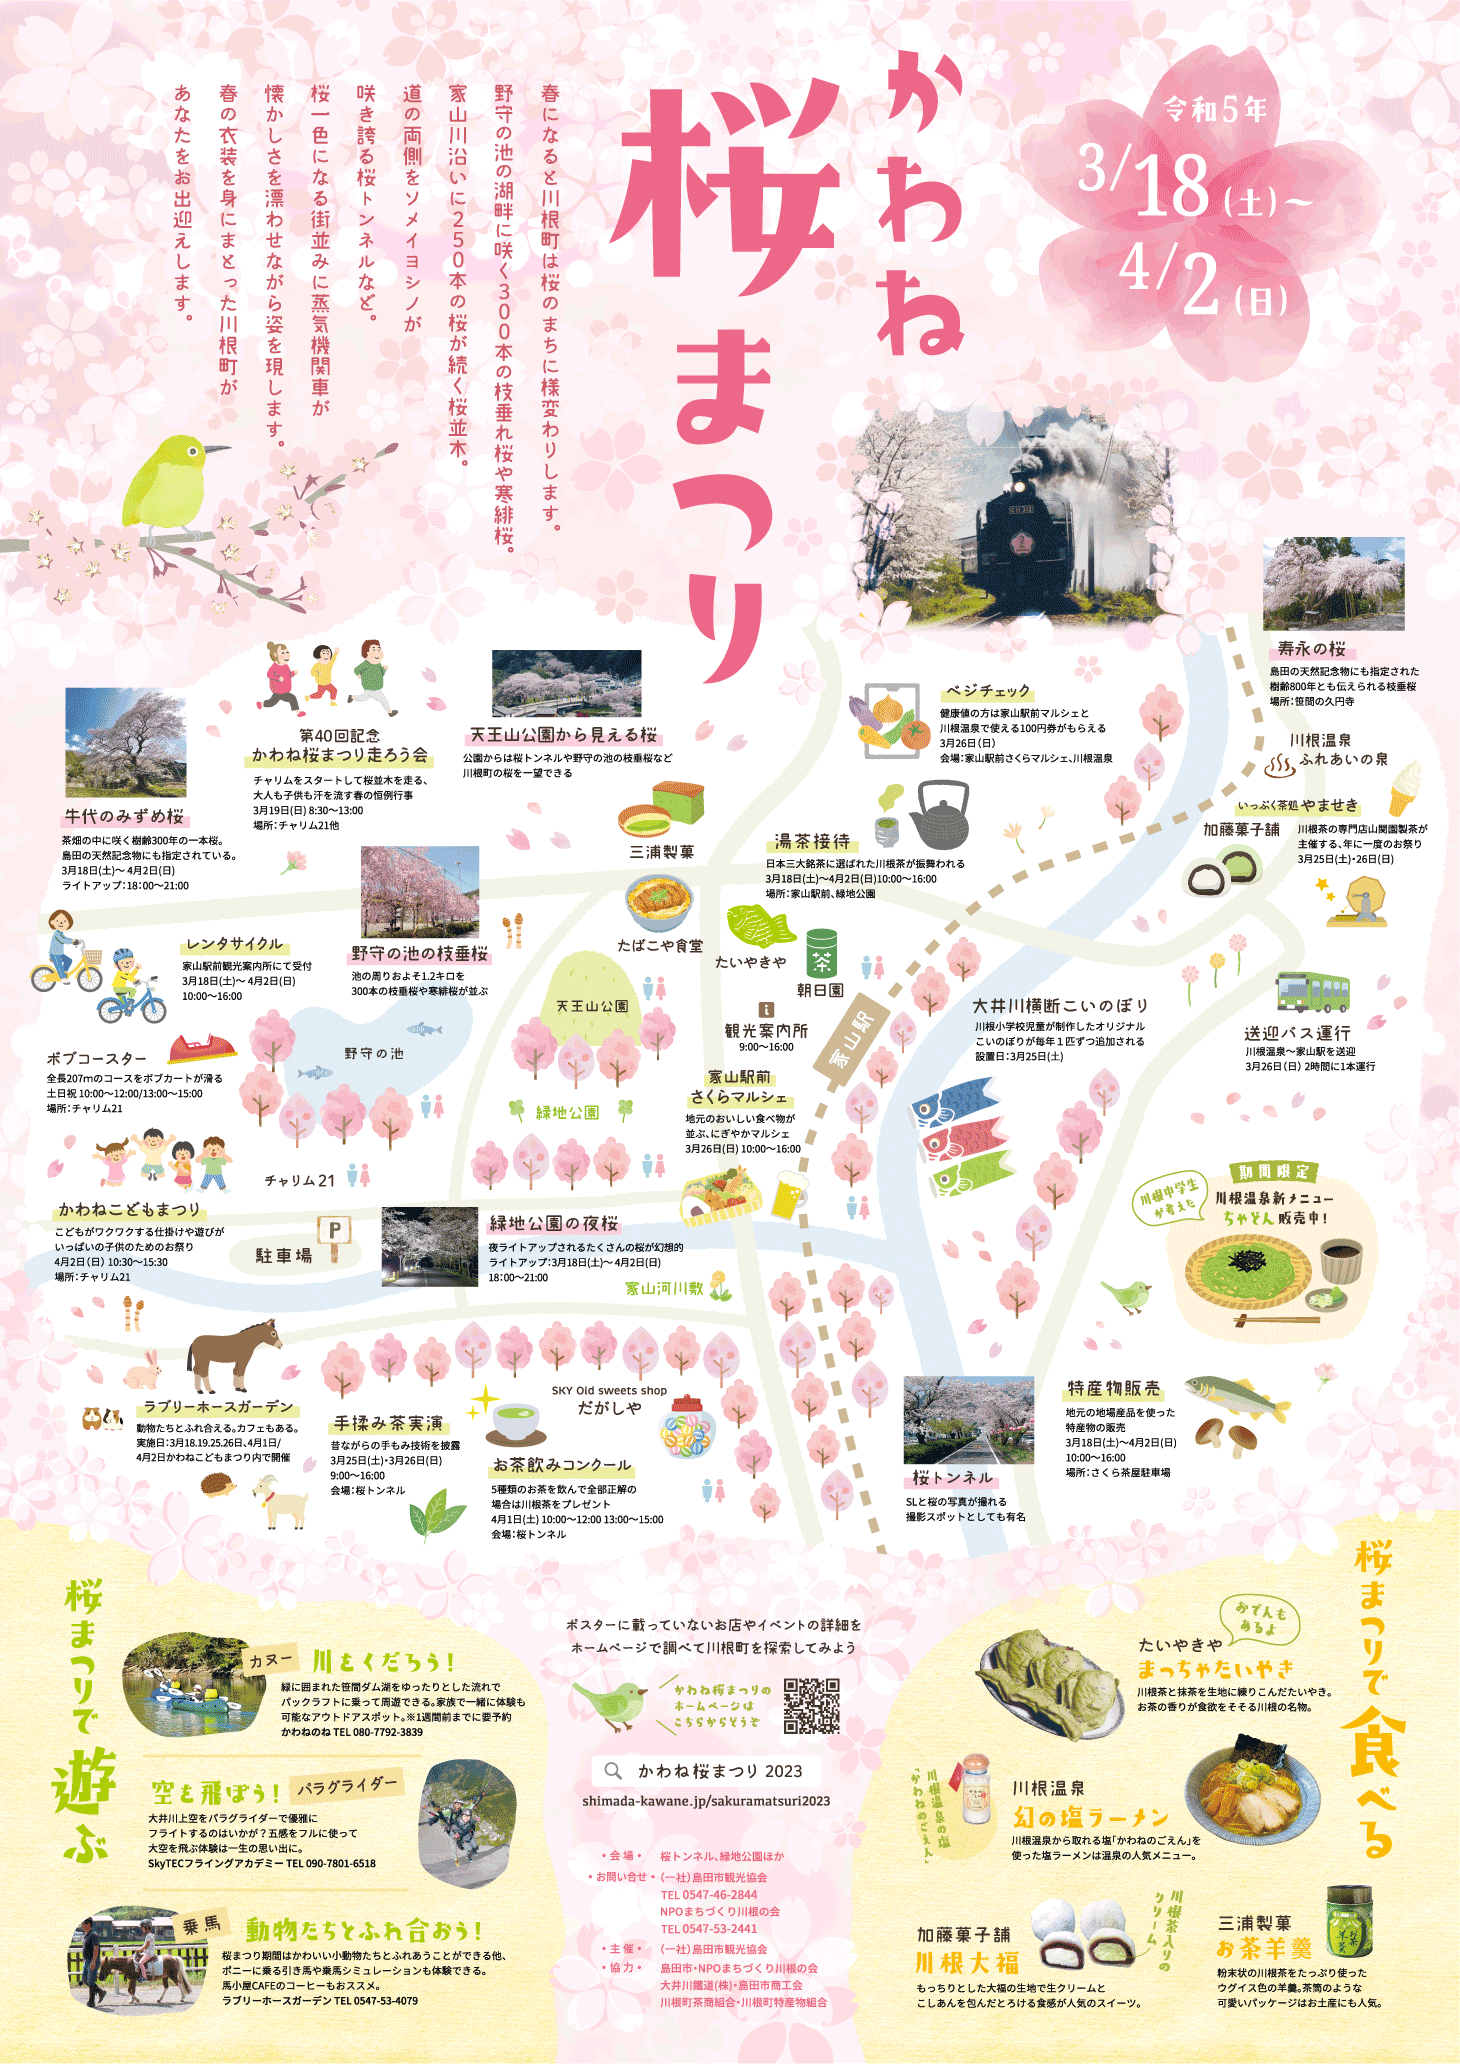 かわね
桜まつり
令和5年
3/18(土)～
4/2(日)
春になると川根町は桜のまちに様変わりします。
野守の池の湖畔に咲く300本の枝垂れ桜や寒緋桜。
家山川沿いに250本の桜が続く桜並木。
道の両側をソメイヨシノが
咲き誇る桜トンネルなど。
桜一色になる街並みに蒸気機関車が
懐かしさを漂わせながら姿を現します。
春の衣装を身にまとった川根町が
あなたをお出迎えします。
寿永の桜
島田の天然記念物にも指定された
樹齢800年とも伝えられる枝垂桜
場所：笹間の久円寺
牛代のみずめ桜
茶畑の中に咲く樹齢300年の一本桜。
島田の天然記念物にも指定されている。
3月18日(土)～4月2日(日)
ライトアップ：18:00～21:00
第40回記念
かわね桜まつり走ろう会
チャリムをスタートして桜並木を走る、
大人も子供も汗を流す春の恒例行事
3月19日(日) 8:30～13:00
場所：チャリム21他
天王山公園から見える桜
公園からは桜トンネルや野守の池の枝垂桜など
川根町の桜を一望できる
ベジチェック
健康値の方は家山駅前マルシェと
川根温泉で使える100円券がもらえる
3月26日(日)
会場：家山駅前さくらマルシェ、川根温泉
川根温泉
ふれあいの泉
いっぷく茶処 やませき
川根茶の専門店山関園製茶が
主催する、年に一度のお祭り
3月25日(土)・26日(日)
加藤菓子舗
三浦製菓
たばこや食堂
湯茶接待
日本三大銘茶に選ばれた川根茶が振舞われる
3月18日(土)～4月2日(日)10:00～16:00
場所：家山駅前、緑地公園
たいやきや
茶
朝日園
レンタサイクル
家山駅前観光案内所にて受付
3月18日(土)～4月2日(日)
10:00～16:00
野守の池の枝垂桜
池の周りおよそ1.2キロを
300本の枝垂桜や寒緋桜が並ぶ
天王山公園
野守の池
i
観光案内所
9:00～16:00
家山駅
大井川横断こいのぼり
川根小学校児童が制作したオリジナル
こいのぼりが毎年1匹ずつ追加される
設置日：3月25日(土)
送迎バス運行
川根温泉～家山駅を送迎
3月26日(日) 2時間に1本運行
ボブコースター
全長207mのコースをボブカートが滑る
土日祝 10:00～12:00/13:00～15:00
場所：チャリム21
緑地公園
家山駅前
さくらマルシェ
地元のおいしい食べ物が
並ぶ、にぎやかマルシェ
3月26日(日) 10:00～16:00
チャリム21
かわねこどもまつり
こどもがワクワクする仕掛けや遊びが
いっぱいの子供のためのお祭り
4月2日(日) 10:30～15:30
場所：チャリム21
P
駐車場
緑地公園の夜桜
夜ライトアップされるたくさんの桜が幻想的
ライトアップ：3月18日(土)～4月2日(日)
18:00～21:00
家山河川敷
川根中学生
が考えた
期間限定
川根温泉新メニュー
ちゃそん販売中！
ラブリーホースガーデン
動物たちとふれ合える。カフェもある。
実施日：3月18.19.25.26日、4月1日/
4月2日かわねこどもまつり内で開催
手揉み茶実演
昔ながらの手もみ技術を披露
3月25日(土)・3月26日(日)
9:00～16:00
会場：桜トンネル
SKY Old sweets shop
だがしや
お茶飲みコンクール
5種類のお茶を飲んで全部正解の
場合は川根茶をプレゼント
4月1日(土) 10:00～12:00 13:00～15:00
会場：桜トンネル
桜トンネル
SLと桜の写真が撮れる
撮影スポットとしても有名
特産物販売
地元の地場産品を使った
特産物の販売
3月18日(土)～4月2日(日)
10:00～16:00
場所：さくら茶屋駐車場
桜まつりで遊ぶ
カヌー
川をくだろう！
緑に囲まれた笹間ダム湖をゆったりとした流れで
パックラフトに乗って周遊できる。家族で一緒に体験も
可能なアウトドアスポット。※1週間前までに要予約
かわねのね TEL 080-7792-3839
空も飛ぼう！
パラグライダー
大井川上空をパラグライダーで優雅に
フライトするのはいかが？五感をフルに使って
大空を飛ぶ体験は一生の思い出に。
SkyTECフライングアカデミー TEL 090-7801-6518
乗馬
動物たちとふれ合おう！
桜まつり期間はかわいい小動物たちとふれあうことができる他、
ポニーに乗る引き馬や乗馬シミュレーションも体験できる。
馬小屋CAFEのコーヒーもおススメ。
ラブリーホースガーデン TEL 0547-53-4079
ポスターに載っていないお店やイベントの詳細を
ホームページで調べて川根町を探索してみよう
かわね桜まつりの
ホームページは
こちらからどうぞ
かわね桜まつり 2023
shimada-kawane.jp/sakuramatsuri2023
・会場・ 桜トンネル、緑地公園ほか
・お問い合せ・ (一社)島田市観光協会
TEL 0547-46-2844
NPOまちづくり川根の会
TEL 0547-53-2441
・主催・ (一社)島田市観光協会
・協力・ 島田市・NPOまちづくり川根の会
大井川鐵道(株)・島田市商工会
川根町茶商組合・川根町特産物組合
桜まつりで食べる
おでんも
あるよ
たいやきや
まっちゃたいやき
川根茶と抹茶を生地に練りこんだたいやき。
お茶の香りが食欲をそそる川根の名物。
川根温泉の塩
「かわねのごえん」
川根温泉
幻の塩ラーメン
川根温泉から取れる塩「かわねのごえん」を
使った塩ラーメンは温泉の人気メニュー。
加藤菓子舗
川根大福
川根茶入りの
クリーム
もっちりとした大福の生地で生クリームと
こしあんを包んだとろける食感が人気のスイーツ。
三浦製菓
お茶羊羹
粉末状の川根茶をたっぷり使った
ウグイス色の羊羹。茶筒のような
可愛いパッケージはお土産にも人気。